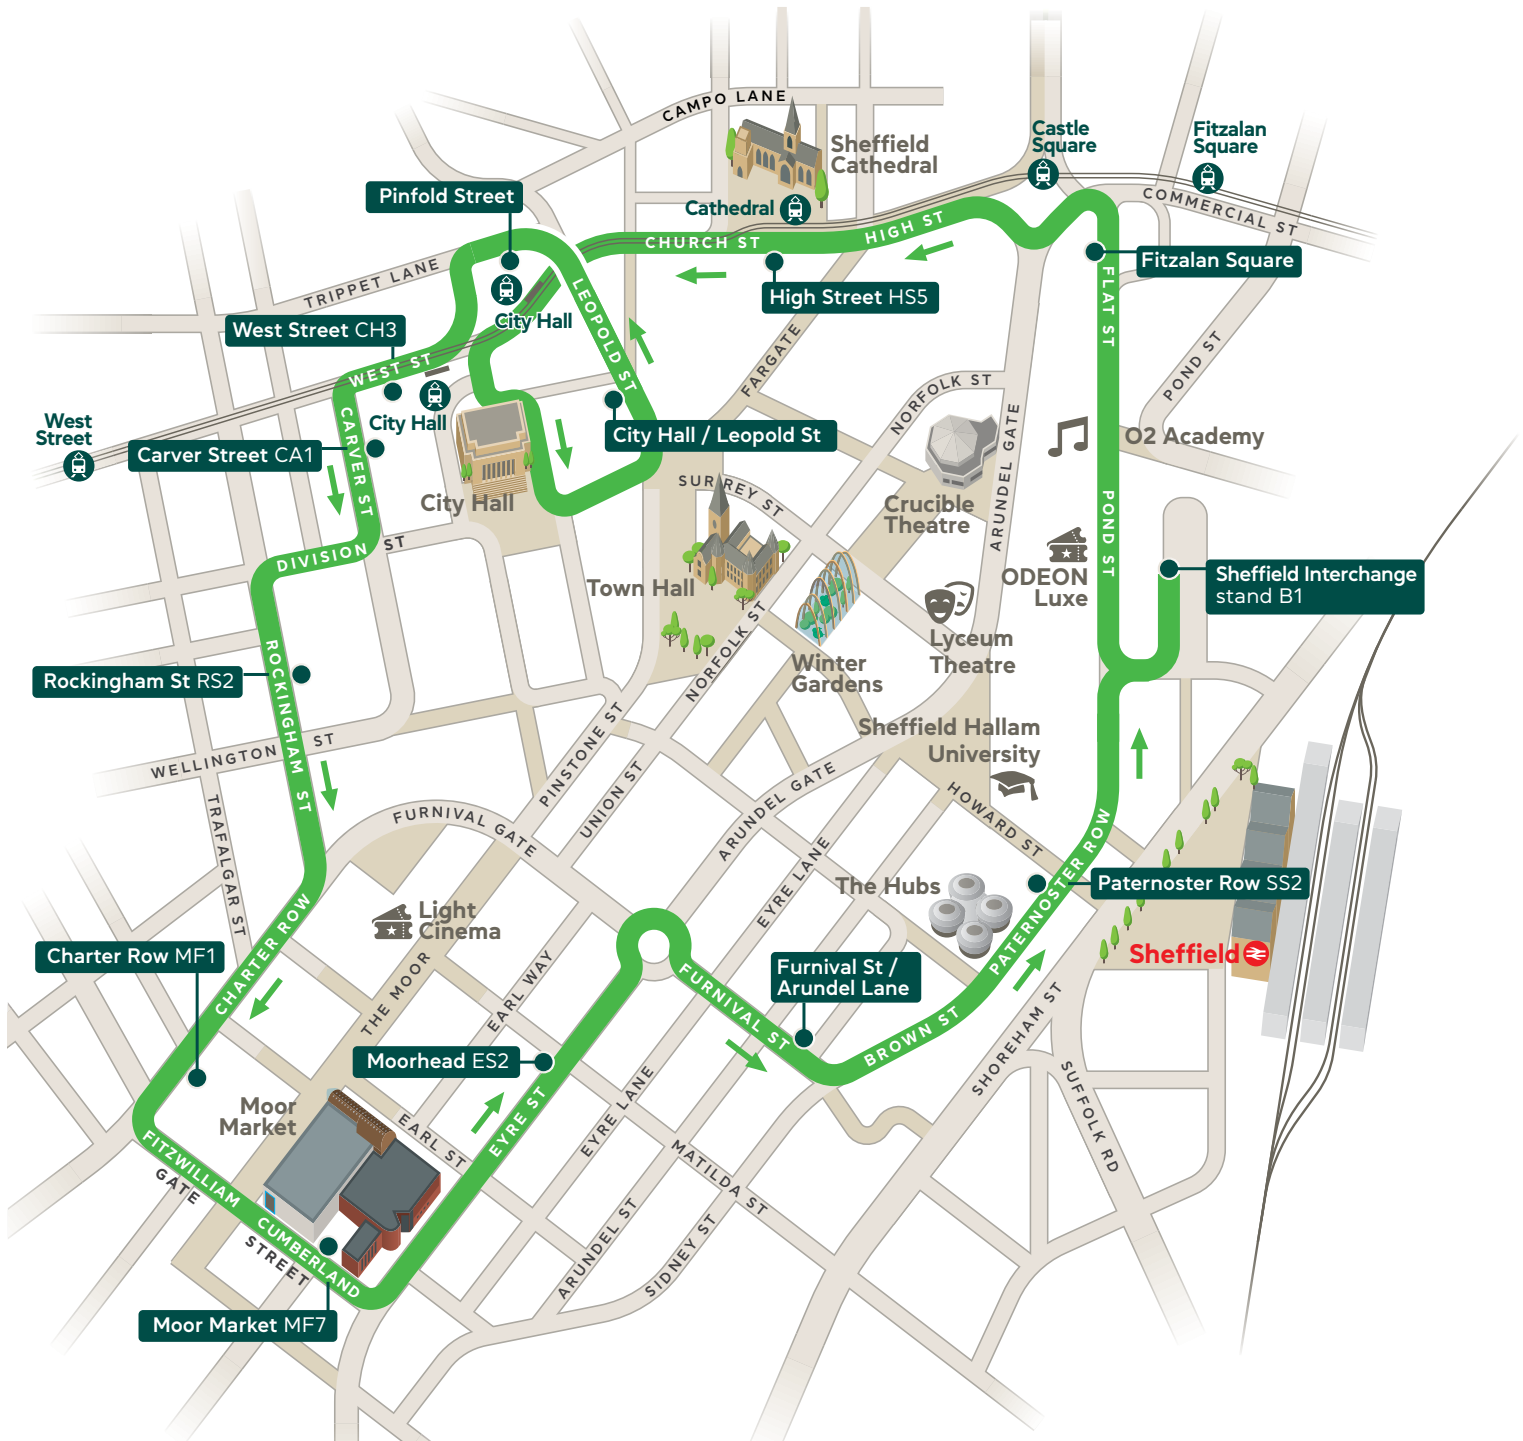 CAMPO LANE
Sheffield
Cathedral
Castle
Square
Fitzalan
Square
Pinfold Street
Cathedral
COMMERCIAL ST
HIGH ST
CHURCH ST
Fitzalan Square
TRIPPET LANE
High Street HS5
FLAT ST
LEOPOLD ST
City Hall
West Street CH3
WEST ST
FARGATE
POND ST
NORFOLK ST
City Hall
West
Street
CARVER ST
City Hall / Leopold St
O2 Academy
Carver Street CA1
ARUNDEL GATE
SURREY ST
City Hall
Crucible
Theatre
POND ST
DIVISION ST
ODEON
Luxe
Sheffield Interchange
stand B1
Town Hall
NORFOLK ST
Lyceum
Theatre
Winter
Gardens
Rockingham St RS2
ROCKINGHAM ST
Sheffield Hallam
University
WELLINGTON ST
PINSTONE ST
UNION ST
ARUNDEL GATE
HOWARD ST
TRAFALGAR ST
FURNIVAL GATE
EYRE LANE
The Hubs
Paternoster Row SS2
PATERNOSTER ROW
Light
Cinema
CHARTER ROW
Charter Row MF1
THE MOOR
EARL WAY
Furnival St /
Arundel Lane
Sheffield
FURNIVAL ST
BROWN ST
SHOREHAM ST
Moorhead ES2
SUFFOLK RD
Moor
Market
EARL ST
EYRE ST
EYRE LANE
MATILDA ST
FITZWILLIAM
GATE
CUMBERLAND
STREET
ARUNDEL ST
SIDNEY ST
Moor Market MF7